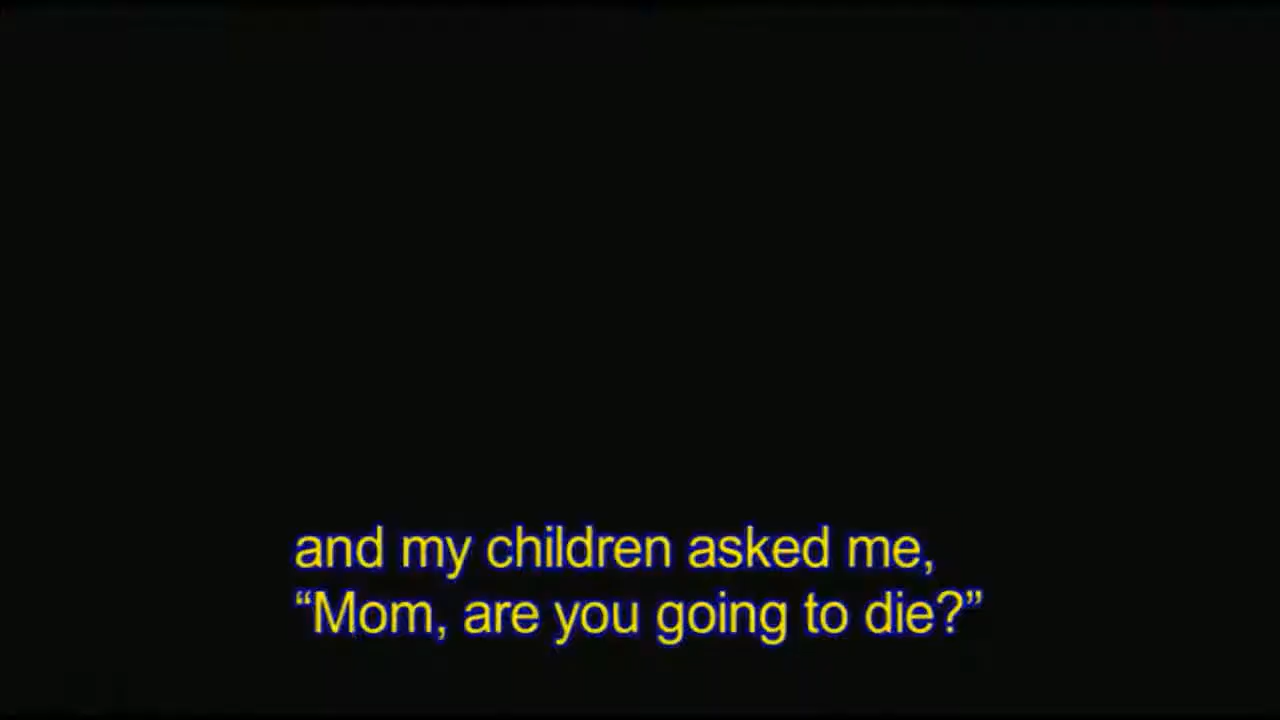 and my children asked me,
“Mom, are you going to die?”